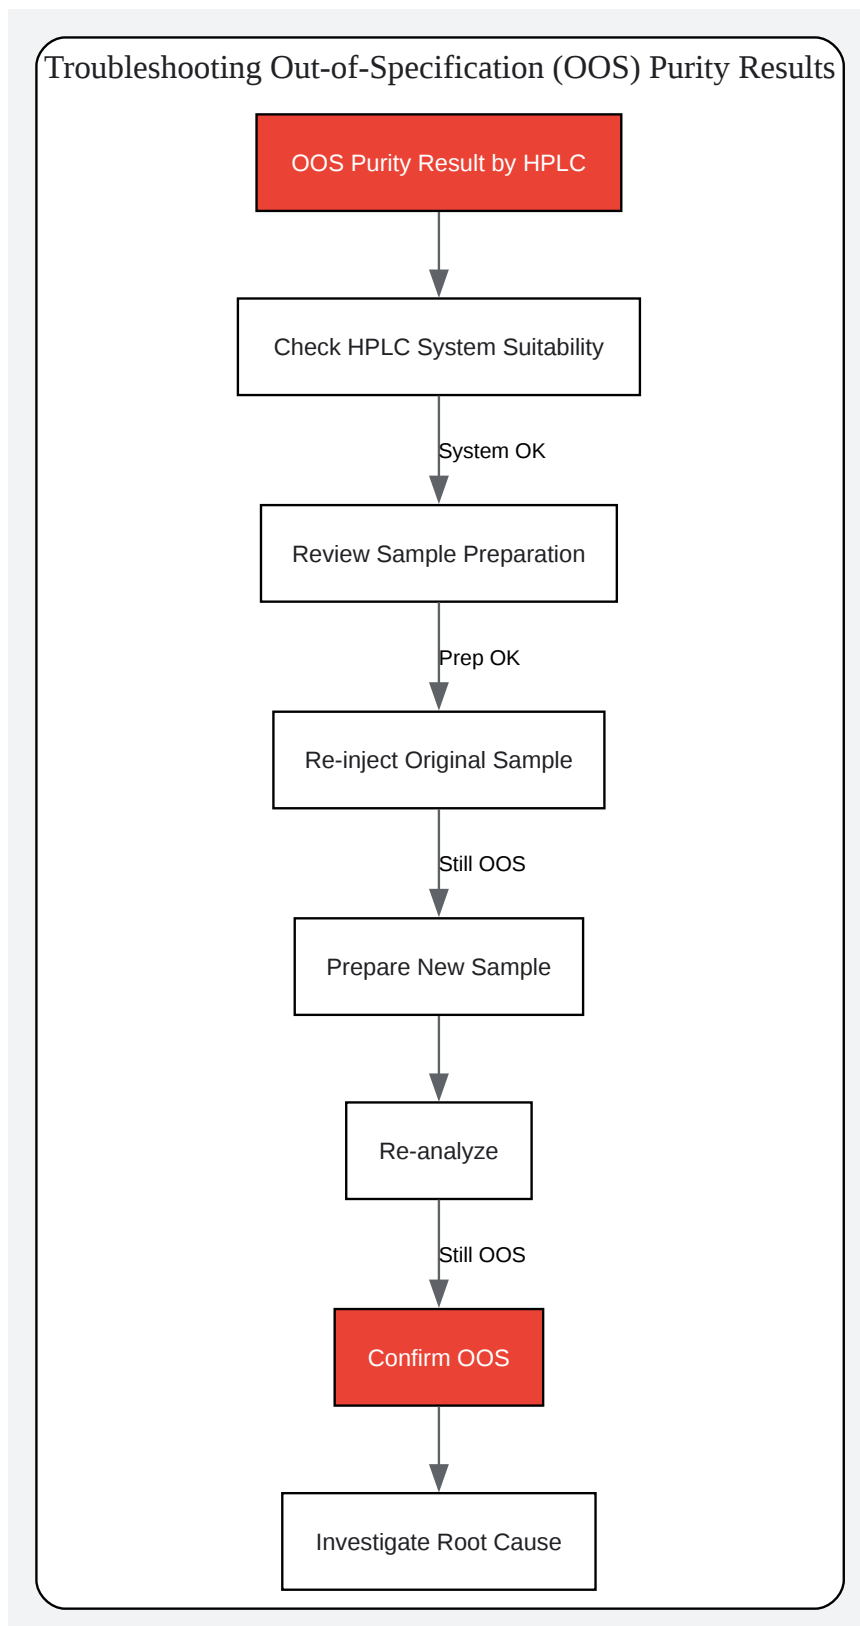 Troubleshooting Out-of-Specification (OOS) Purity Results
OOS Purity Result by HPLC
Check HPLC System Suitability
System OK
Review Sample Preparation
Prep OK
Re-inject Original Sample
Still OOS
Prepare New Sample
Re-analyze
Still OOS
Confirm OOS
Investigate Root Cause